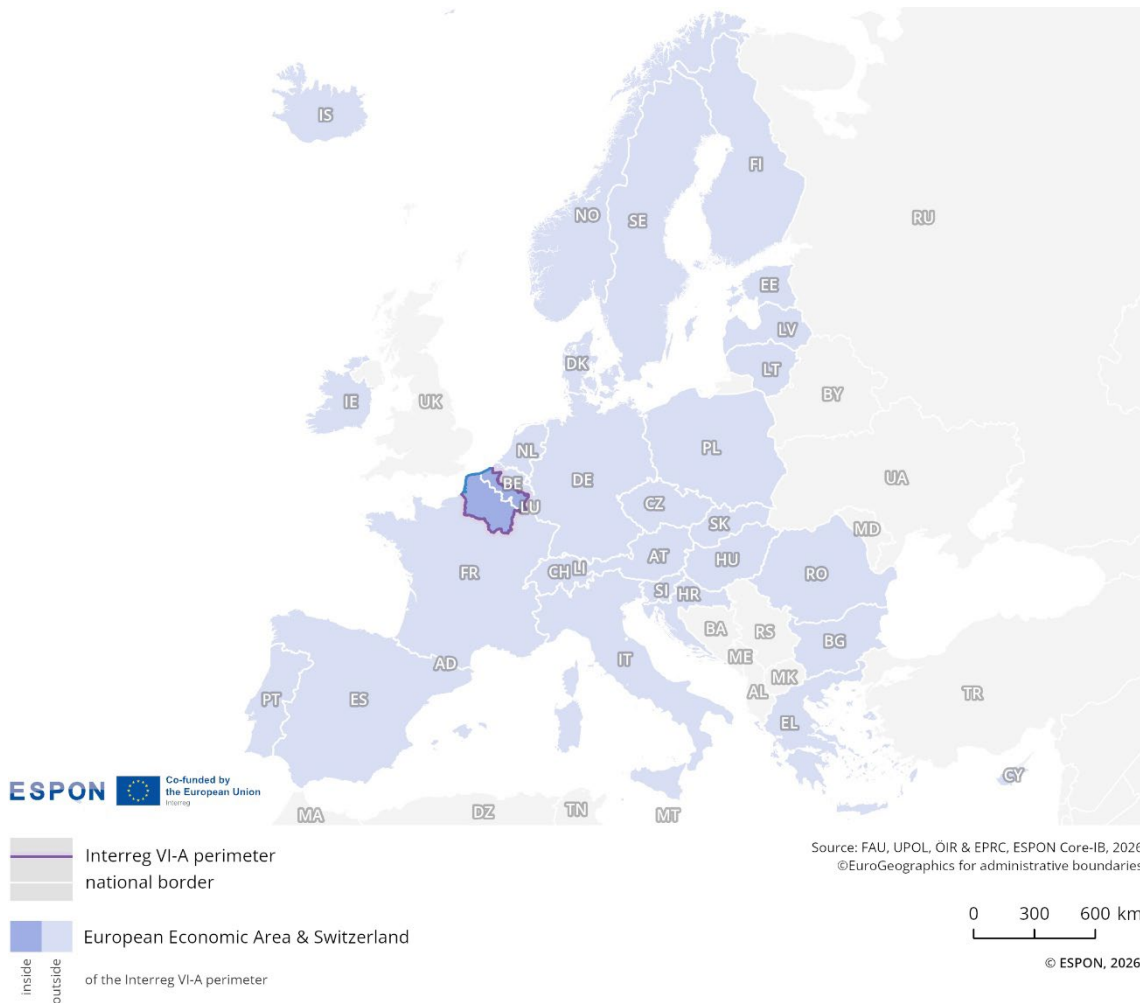 IS
FI
NO
SE
RU
EE
LV
DK
LT
IE
UK
BY
NL
PL
BE
DE
UA
LU
CZ
SK
MD
AT
HU
FR
CH
LI
RO
SI
HR
BA
RS
BG
AD
IT
ME
MK
PT
ES
AL
TR
EL
CY
MA
DZ
TN
MT
ESPON
Co-funded by
the European Union
Interreg
Interreg VI-A perimeter
national border
European Economic Area & Switzerland
inside
outside
of the Interreg VI-A perimeter
Source: FAU, UPOL, ÖIR & EPRC, ESPON Core-IB, 2026
©EuroGeographics for administrative boundaries
0 300 600 km
© ESPON, 2026